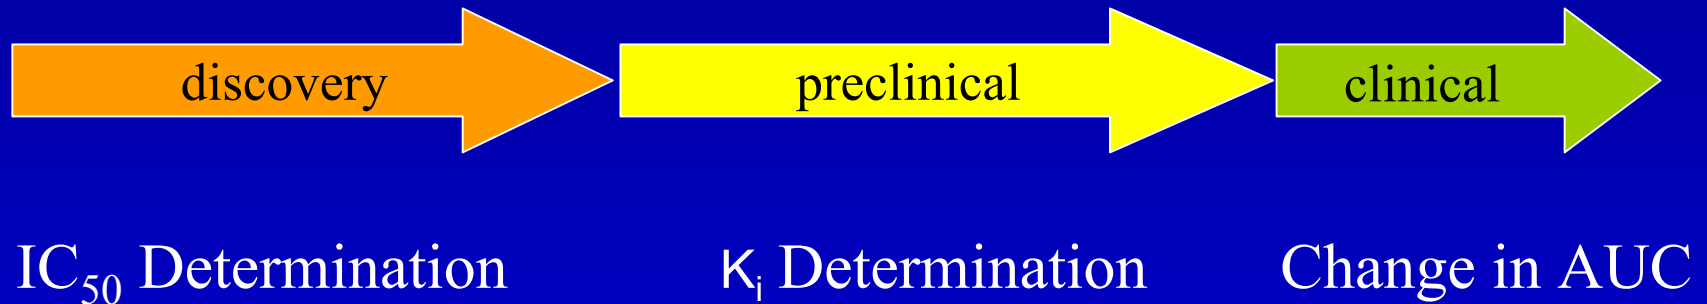 discovery preclinical clinical
IC₅₀ Determination Kᵢ Determination Change in AUC